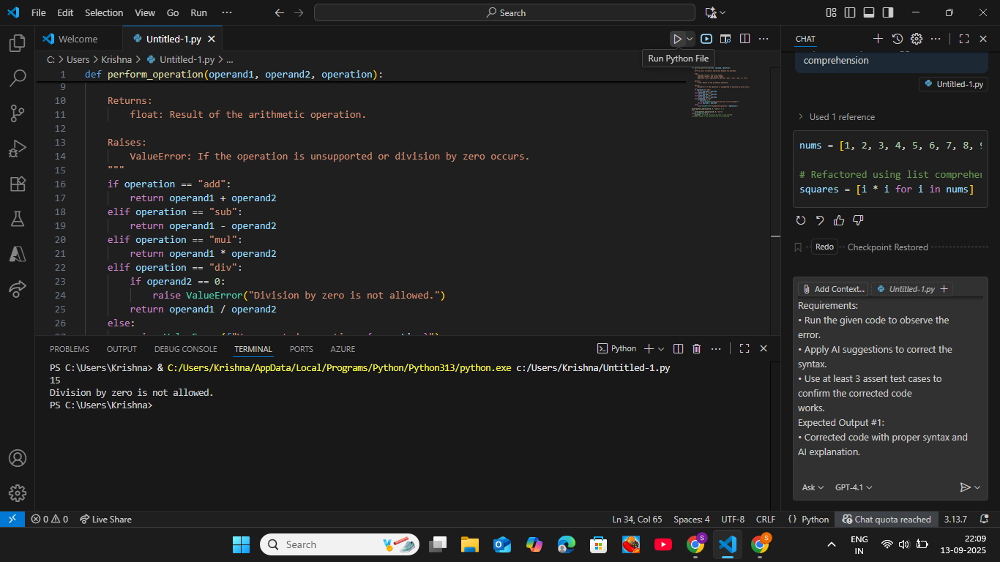 File Edit Selection View Go Run ··· Search
Welcome Untitled-1.py
Run Python File
C: > Users > Krishna > Untitled-1.py > ...
1 def perform_operation(operand1, operand2, operation):
9
10 Returns:
11 float: Result of the arithmetic operation.
12
13 Raises:
14 ValueError: If the operation is unsupported or division by zero occurs.
15 """
16 if operation == "add":
17 return operand1 + operand2
18 elif operation == "sub":
19 return operand1 - operand2
20 elif operation == "mul":
21 return operand1 * operand2
22 elif operation == "div":
23 if operand2 == 0:
24 raise ValueError("Division by zero is not allowed.")
25 return operand1 / operand2
26 else:
PROBLEMS OUTPUT DEBUG CONSOLE TERMINAL PORTS AZURE Python
PS C:\Users\Krishna> & C:/Users/Krishna/AppData/Local/Programs/Python/Python313/python.exe c:/Users/Krishna/Untitled-1.py
15
Division by zero is not allowed.
PS C:\Users\Krishna>
CHAT
comprehension
Untitled-1.py
> Used 1 reference
nums = [1, 2, 3, 4, 5, 6, 7, 8, 9
# Refactored using list comprehen
squares = [i * i for i in nums]
Redo Checkpoint Restored
Add Context... Untitled-1.py +
Requirements:
• Run the given code to observe the
error.
• Apply AI suggestions to correct the
syntax.
• Use at least 3 assert test cases to
confirm the corrected code
works.
Expected Output #1:
• Corrected code with proper syntax and
AI explanation.
Ask GPT-4.1
0 0 Live Share Ln 34, Col 65 Spaces: 4 UTF-8 CRLF {} Python Chat quota reached 3.13.7
Search S S ENG IN 22:09 13-09-2025